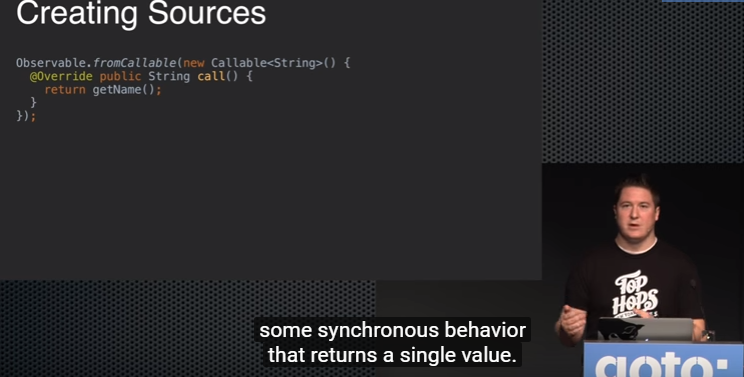 Creating Sources
Observable.fromCallable(new Callable<String>() {
  @Override public String call() {
    return getName();
  }
});
TOP
HOPS
some synchronous behavior
that returns a single value.
goto;